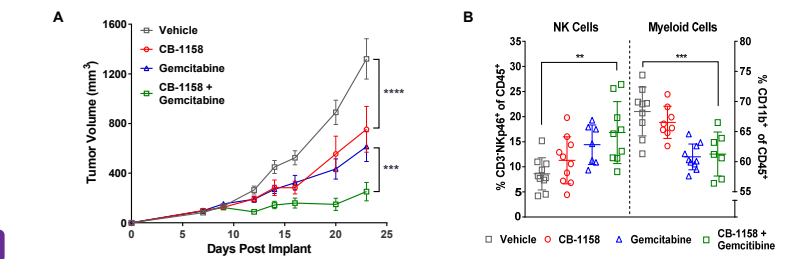 A
Tumor Volume (mm³)
1600
1200
800
400
0
0 5 10 15 20 25
Days Post Implant
Vehicle
CB-1158
Gemcitabine
CB-1158 +
Gemcitabine
****
***
B
NK Cells Myeloid Cells
% CD3⁻NKp46⁺ of CD45⁺
35
30
25
20
15
10
5
0
**
***
80
75
70
65
60
55
% CD11b⁺ of CD45⁺
Vehicle CB-1158 Gemcitabine CB-1158 +
Gemcitibine